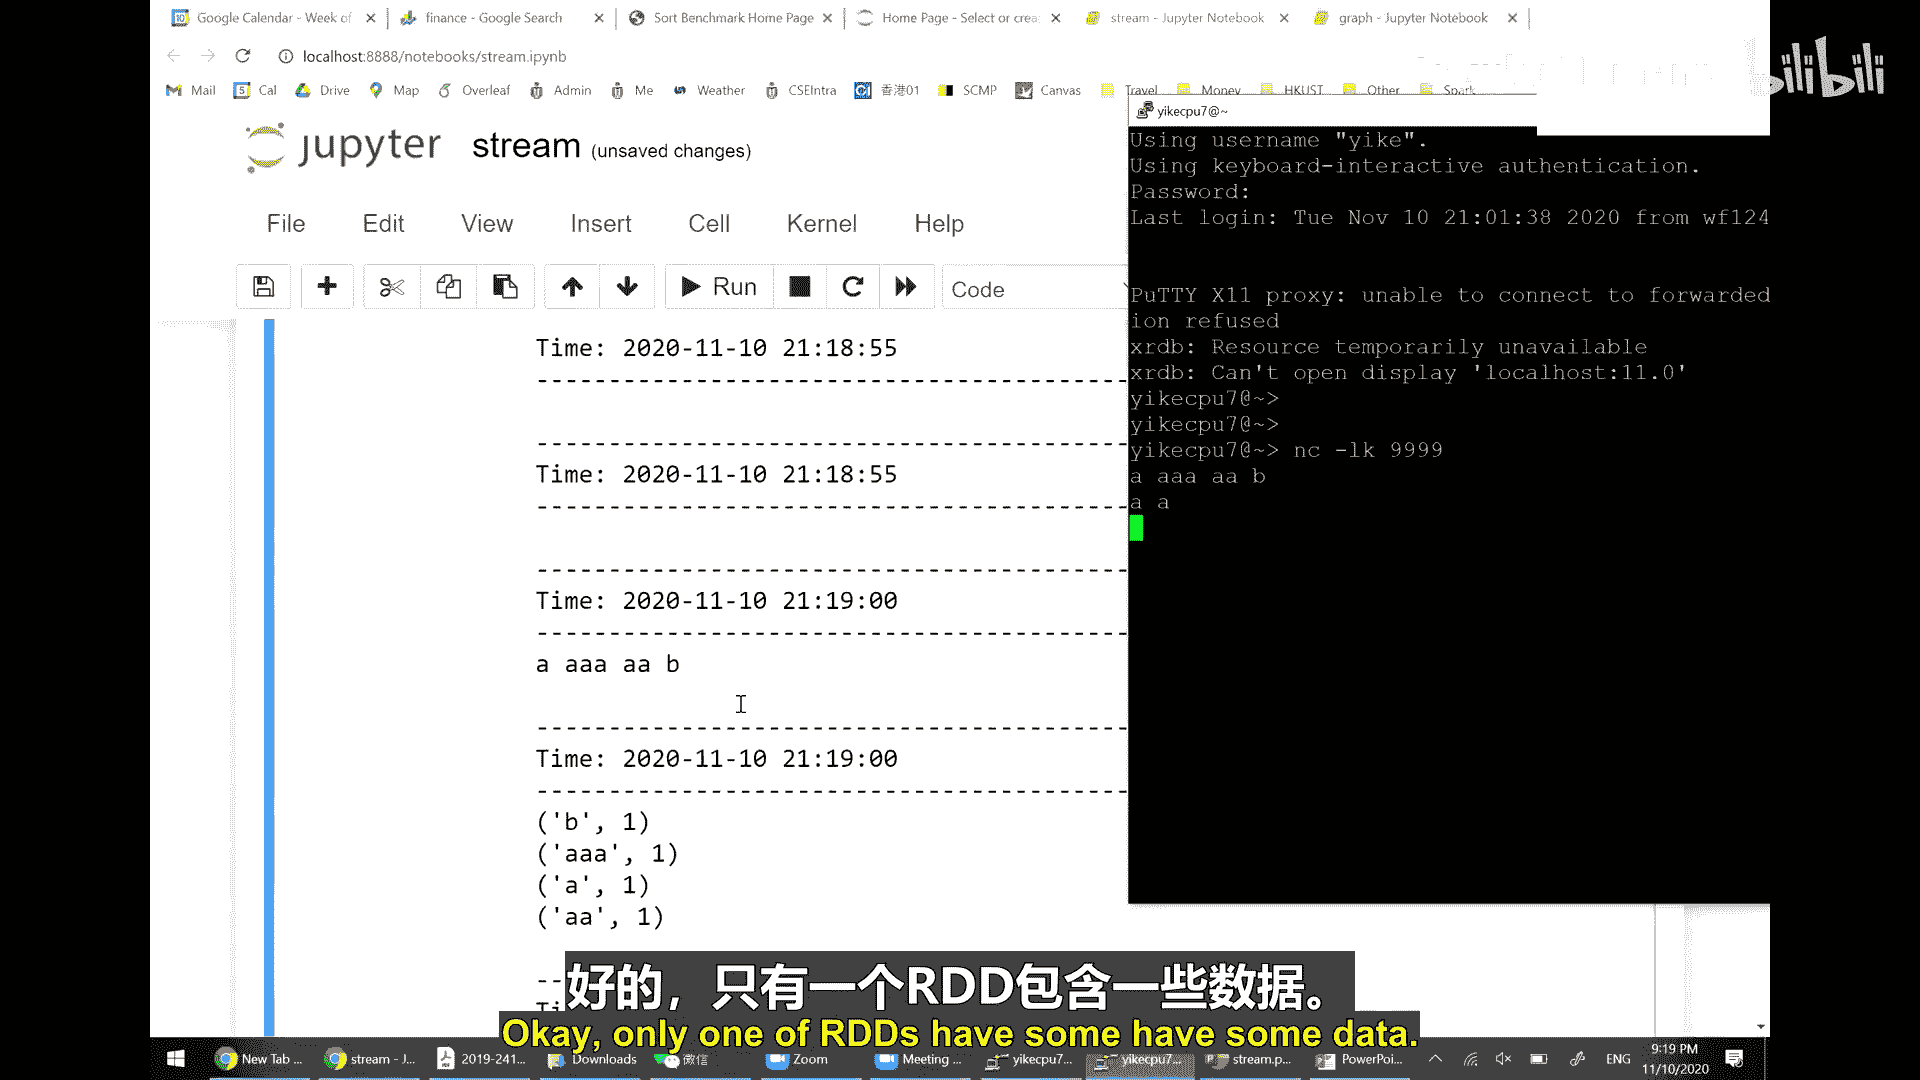 Google Calendar - Week of
finance - Google Search
Sort Benchmark Home Page
Home Page - Select or crea
stream - Jupyter Notebook
graph - Jupyter Notebook
localhost:8888/notebooks/stream.ipynb
bilibili
Mail
Cal
Drive
Map
Overleaf
Admin
Me
Weather
CSEIntra
香港01
SCMP
Canvas
Travel
Money
HKUST
Other
Spark
jupyter stream (unsaved changes)
File Edit View Insert Cell Kernel Help
Run
Code
Time: 2020-11-10 21:18:55
-----------------------------------------
-----------------------------------------
Time: 2020-11-10 21:18:55
-----------------------------------------
-----------------------------------------
Time: 2020-11-10 21:19:00
-----------------------------------------
a aaa aa b
-----------------------------------------
Time: 2020-11-10 21:19:00
-----------------------------------------
('b', 1)
('aaa', 1)
('a', 1)
('aa', 1)
yikecpu7@~
Using username "yike".
Using keyboard-interactive authentication.
Password:
Last login: Tue Nov 10 21:01:38 2020 from wf124
PuTTY X11 proxy: unable to connect to forwarded
ion refused
xrdb: Resource temporarily unavailable
xrdb: Can't open display 'localhost:11.0'
yikecpu7@~>
yikecpu7@~>
yikecpu7@~> nc -lk 9999
a aaa aa b
a a
好的，只有一个RDD包含一些数据。
Okay, only one of RDDs have some have some data.
New Tab ...
stream - J...
2019-241...
Downloads
微信
Zoom
Meeting ...
yikecpu7...
yikecpu7...
stream.p...
PowerPoi...
ENG
9:19 PM
11/10/2020